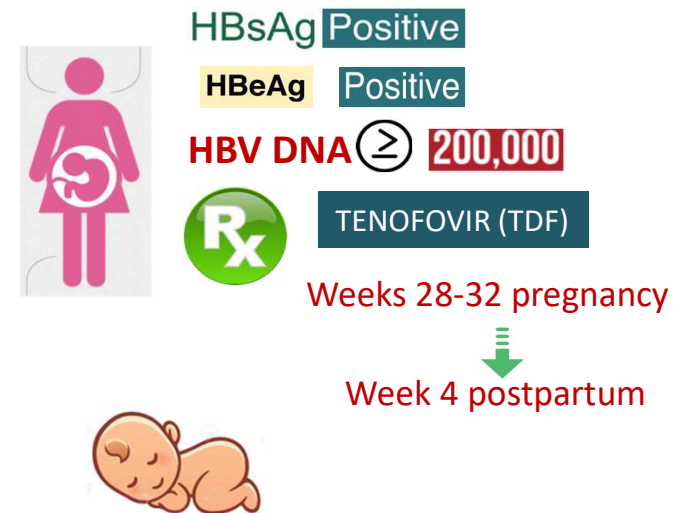 HBsAg Positive
HBeAg Positive
HBV DNA ≥ 200,000
Rx TENOFOVIR (TDF)
Weeks 28-32 pregnancy
Week 4 postpartum